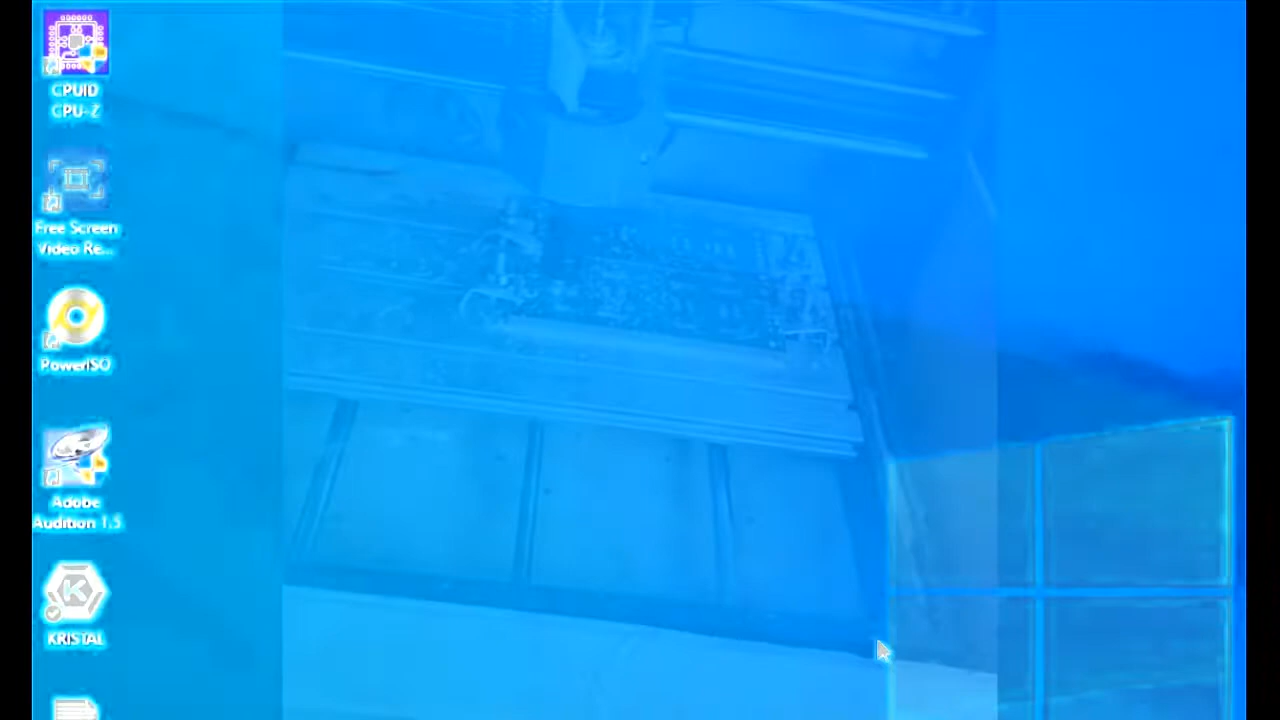 CPUID
CPU-Z
Free Screen
Video Re...
PowerISO
Adobe
Audition 1.5
K
KRISTAL